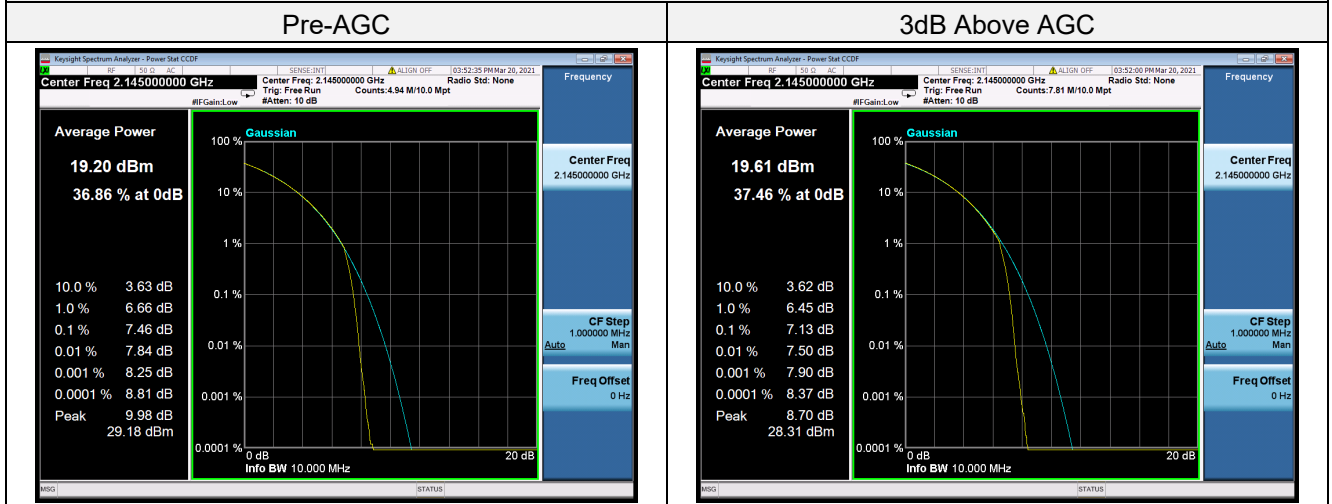 Pre-AGC
3dB Above AGC
Keysight Spectrum Analyzer - Power Stat CCDF
RF 50 Ω AC SENSE:INT ALIGN OFF 03:52:35 PM Mar 20, 2021
Center Freq 2.145000000 GHz
Center Freq: 2.145000000 GHz Radio Std: None
Trig: Free Run Counts:4.94 M/10.0 Mpt
#IFGain:Low #Atten: 10 dB
Frequency
Average Power
19.20 dBm
36.86 % at 0dB
10.0 % 3.63 dB
1.0 % 6.66 dB
0.1 % 7.46 dB
0.01 % 7.84 dB
0.001 % 8.25 dB
0.0001 % 8.81 dB
Peak 9.98 dB
29.18 dBm
Gaussian
100 %
10 %
1 %
0.1 %
0.01 %
0.001 %
0.0001 %
0 dB 20 dB
Info BW 10.000 MHz
Center Freq
2.145000000 GHz
CF Step
1.000000 MHz
Auto Man
Freq Offset
0 Hz
MSG STATUS
Keysight Spectrum Analyzer - Power Stat CCDF
RF 50 Ω AC SENSE:INT ALIGN OFF 03:52:00 PM Mar 20, 2021
Center Freq 2.145000000 GHz
Center Freq: 2.145000000 GHz Radio Std: None
Trig: Free Run Counts:7.81 M/10.0 Mpt
#IFGain:Low #Atten: 10 dB
Frequency
Average Power
19.61 dBm
37.46 % at 0dB
10.0 % 3.62 dB
1.0 % 6.45 dB
0.1 % 7.13 dB
0.01 % 7.50 dB
0.001 % 7.90 dB
0.0001 % 8.37 dB
Peak 8.70 dB
28.31 dBm
Gaussian
100 %
10 %
1 %
0.1 %
0.01 %
0.001 %
0.0001 %
0 dB 20 dB
Info BW 10.000 MHz
Center Freq
2.145000000 GHz
CF Step
1.000000 MHz
Auto Man
Freq Offset
0 Hz
MSG STATUS